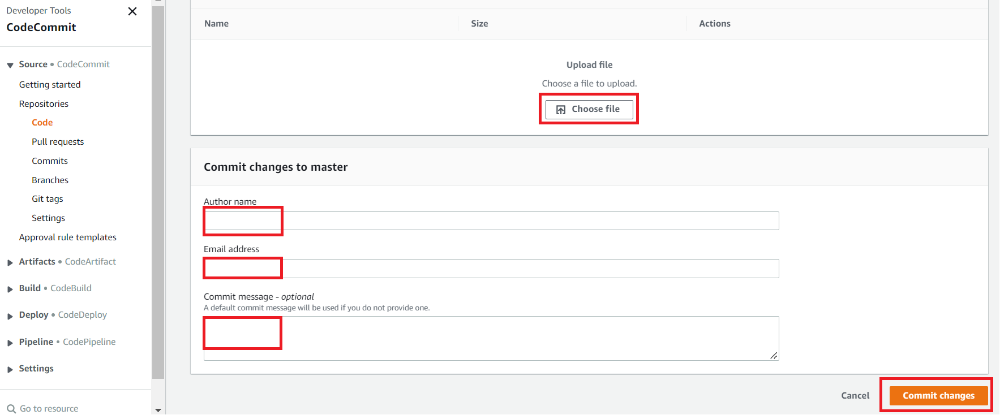 Developer Tools
CodeCommit
Source • CodeCommit
Getting started
Repositories
Code
Pull requests
Commits
Branches
Git tags
Settings
Approval rule templates
Artifacts • CodeArtifact
Build • CodeBuild
Deploy • CodeDeploy
Pipeline • CodePipeline
Settings
Go to resource
Name Size Actions
Upload file
Choose a file to upload.
Choose file
Commit changes to master
Author name
Email address
Commit message - optional
A default commit message will be used if you do not provide one.
Cancel Commit changes